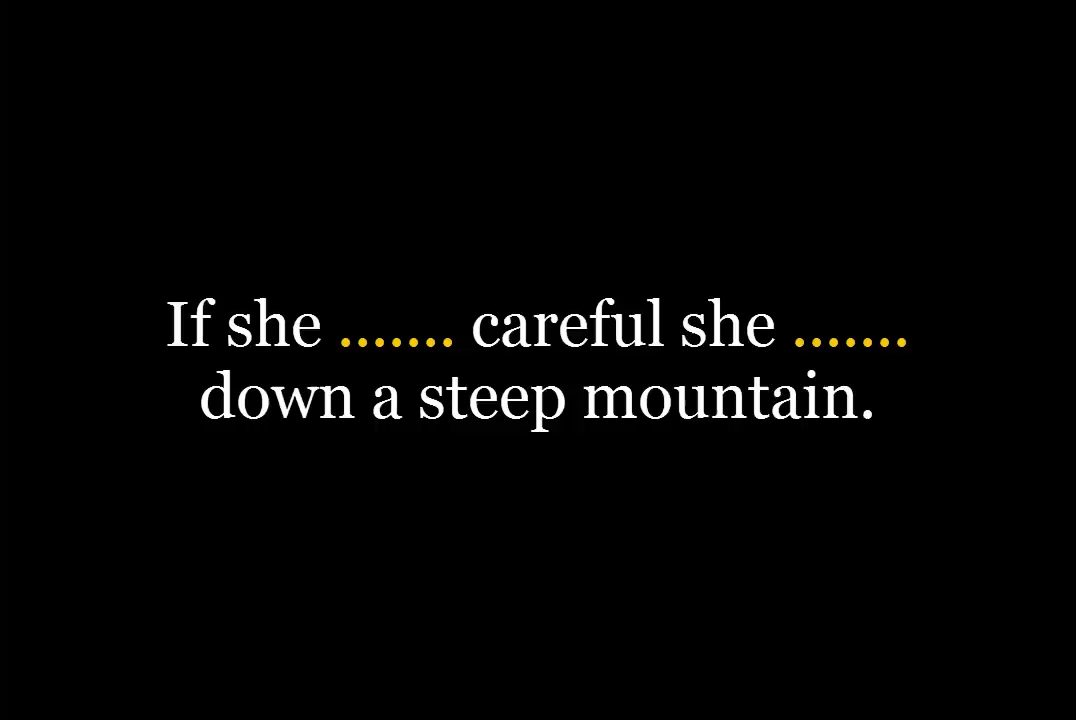 If she ....... careful she .......
down a steep mountain.